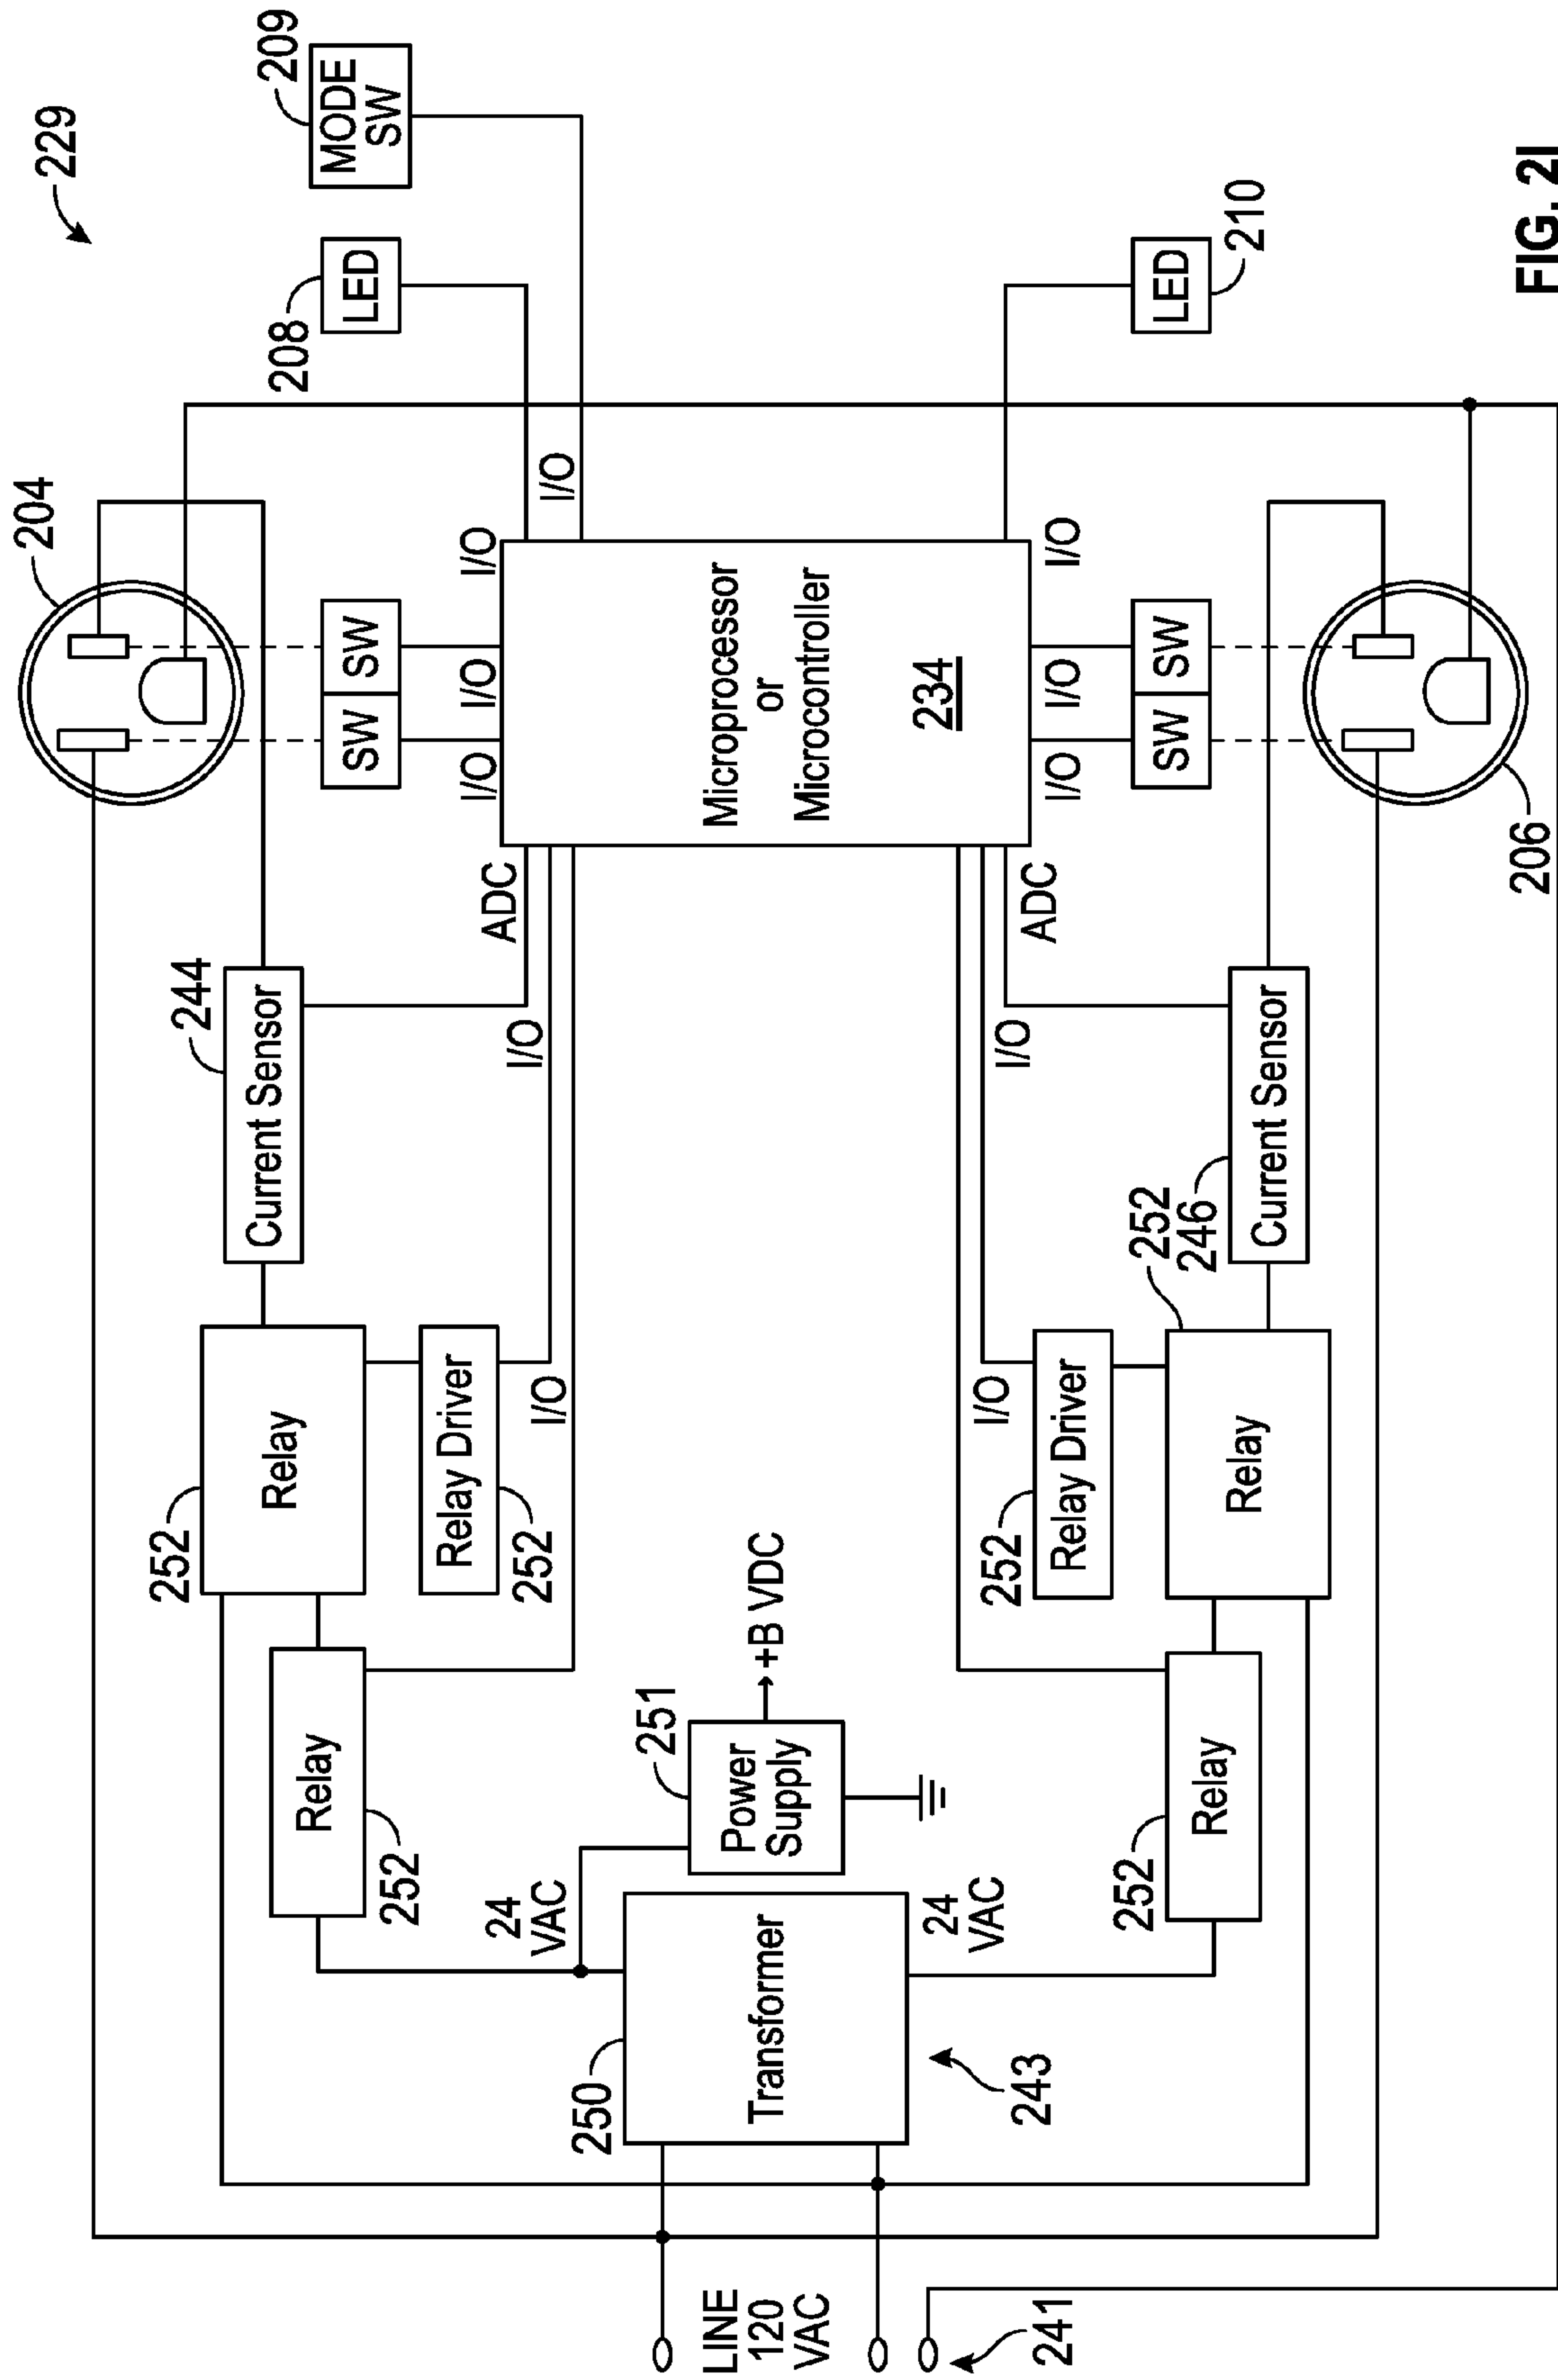 229
209
MODE
SW
208
LED
204
I/O
I/O
SW
SW
I/O
I/O
244
Current Sensor
ADC
I/O
252
Relay
Relay Driver
252
I/O
Relay
252
24
VAC
251
Power
Supply
+B VDC
250
Transformer
243
24
VAC
LINE
120
VAC
241
Microprocessor
or
Microcontroller
234
210
LED
I/O
I/O
I/O
SW
SW
206
ADC
I/O
252
246
Current Sensor
I/O
Relay Driver
252
Relay
252
Relay
FIG. 2I